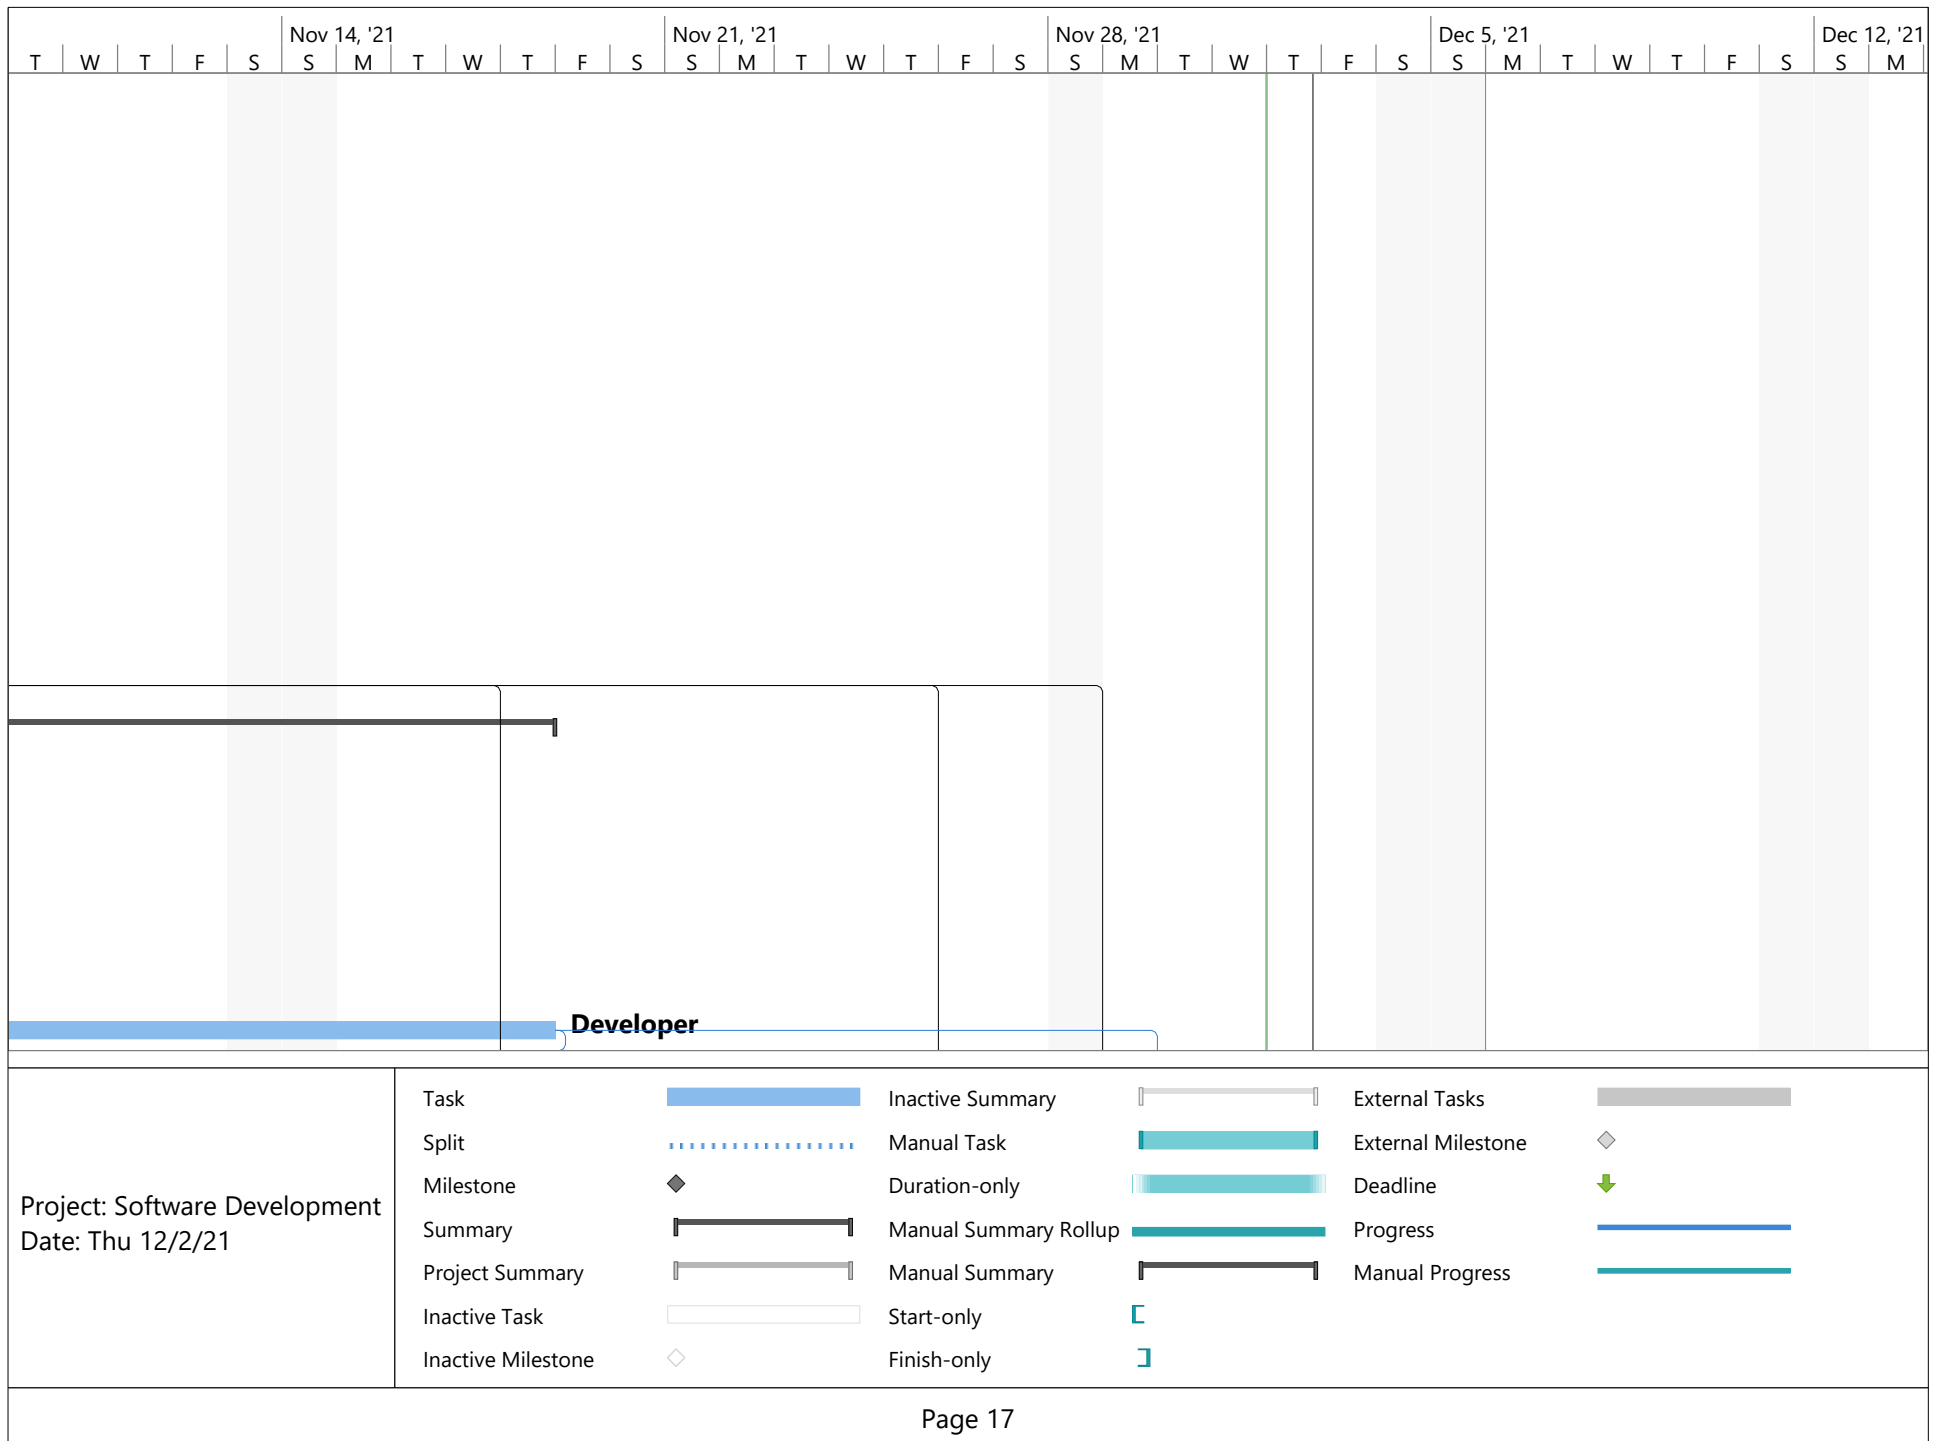 Nov 14, '21 Nov 21, '21 Nov 28, '21 Dec 5, '21 Dec 12, '21
T W T F S S M T W T F S S M T W T F S S M T W T F S S M T W T F S S M
Developer
Project: Software Development
Date: Thu 12/2/21
Task
Split
Milestone
Summary
Project Summary
Inactive Task
Inactive Milestone
Inactive Summary
Manual Task
Duration-only
Manual Summary Rollup
Manual Summary
Start-only
Finish-only
External Tasks
External Milestone
Deadline
Progress
Manual Progress
Page 17